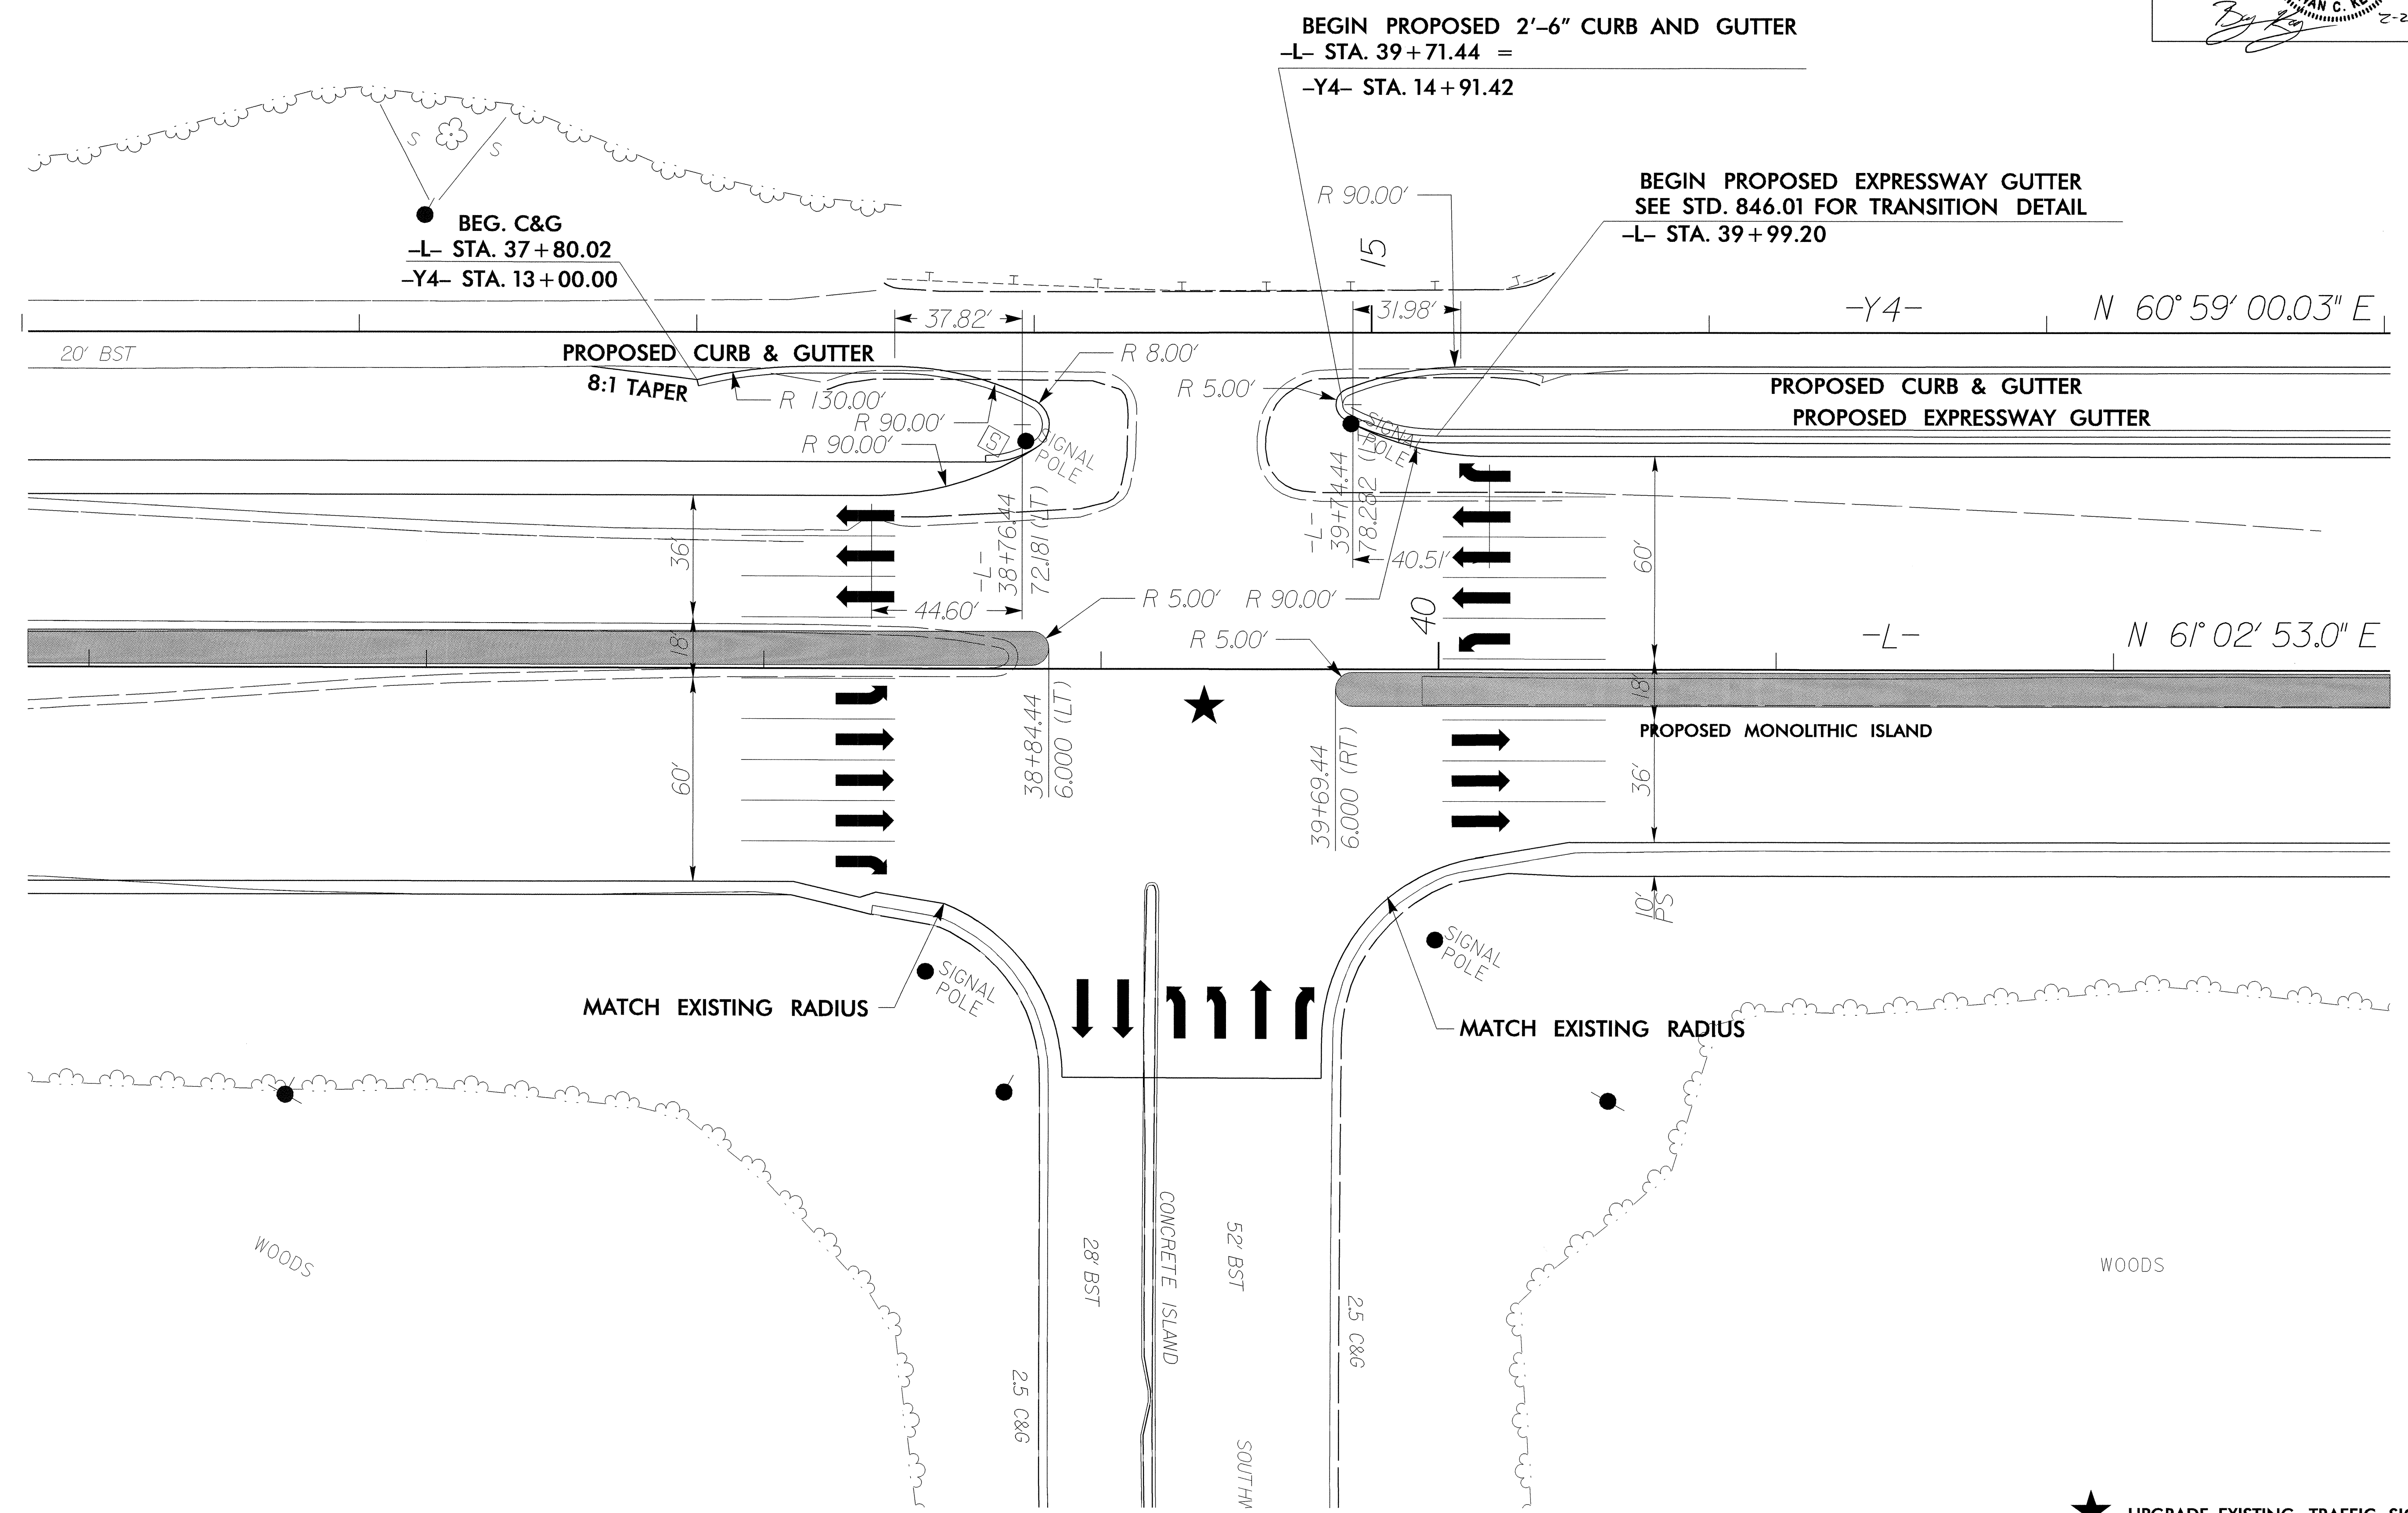 BEGIN PROPOSED 2'–6" CURB AND GUTTER
–L– STA. 39+71.44 =
–Y4– STA. 14+91.42
BEG. C&G
–L– STA. 37+80.02
–Y4– STA. 13+00.00
S
S
R 90.00'
BEGIN PROPOSED EXPRESSWAY GUTTER
SEE STD. 846.01 FOR TRANSITION DETAIL
–L– STA. 39+99.20
15
37.82'
31.98'
-Y4-
N 60° 59' 00.03" E
20' BST
PROPOSED CURB & GUTTER
8:1 TAPER
R 8.00'
R 5.00'
R 130.00'
R 90.00'
R 90.00'
PROPOSED CURB & GUTTER
PROPOSED EXPRESSWAY GUTTER
S
SIGNAL
POLE
SIGNAL
POLE
-L-
38+76.44
72.181 (LT)
-L-
39+74.44
78.282
36'
60'
44.60'
40.51'
R 5.00'
R 90.00'
R 5.00'
40
-L-
N 61° 02' 53.0" E
18'
18'
38+84.44
6.000 (LT)
39+69.44
6.000 (RT)
PROPOSED MONOLITHIC ISLAND
60'
36'
10'
PS
SIGNAL
POLE
SIGNAL
POLE
MATCH EXISTING RADIUS
MATCH EXISTING RADIUS
WOODS
WOODS
28' BST
CONCRETE ISLAND
52' BST
2.5 C&G
2.5 C&G
UPGRADE EXISTING TRAFFIC